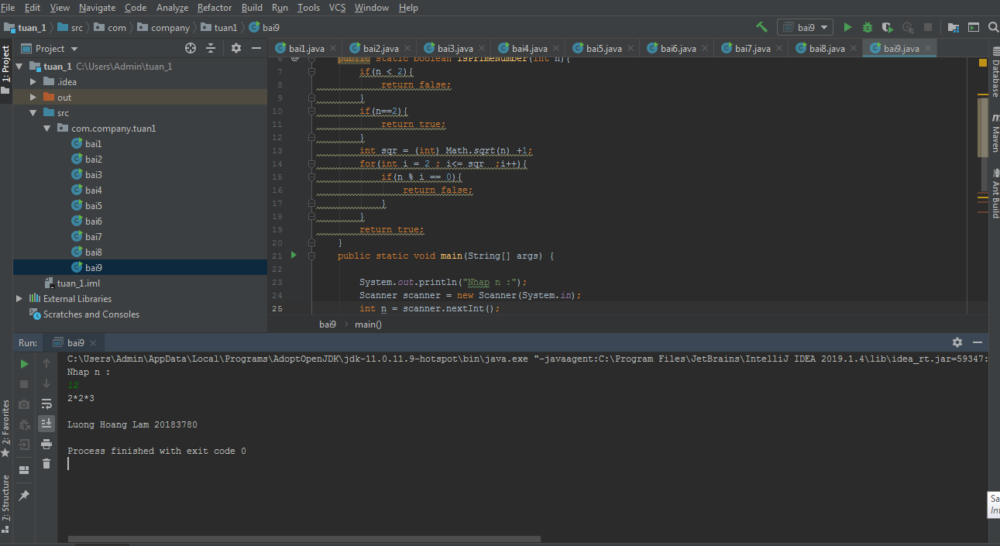 File Edit View Navigate Code Analyze Refactor Build Run Tools VCS Window Help
tuan_1 src com company tuan1 bai9
bai9
1: Project
Project
bai1.java bai2.java bai3.java bai4.java bai5.java bai6.java bai7.java bai8.java bai9.java
tuan_1 C:\Users\Admin\tuan_1
.idea
out
src
com.company.tuan1
bai1
bai2
bai3
bai4
bai5
bai6
bai7
bai8
bai9
tuan_1.iml
External Libraries
Scratches and Consoles
6 @ public static boolean isPrimeNumber(int n){
7 if(n < 2){
8 return false;
9 }
10 if(n==2){
11 return true;
12 }
13 int sqr = (int) Math.sqrt(n) +1;
14 for(int i = 2 ; i<= sqr ;i++){
15 if(n % i == 0){
16 return false;
17 }
18 }
19 return true;
20 }
21 public static void main(String[] args) {
22
23 System.out.println("Nhap n :");
24 Scanner scanner = new Scanner(System.in);
25 int n = scanner.nextInt();
bai9 main()
Database
Maven
Ant Build
Run: bai9
C:\Users\Admin\AppData\Local\Programs\AdoptOpenJDK\jdk-11.0.11.9-hotspot\bin\java.exe "-javaagent:C:\Program Files\JetBrains\IntelliJ IDEA 2019.1.4\lib\idea_rt.jar=59347:
Nhap n :
12
2*2*3
Luong Hoang Lam 20183780
Process finished with exit code 0
2: Favorites
7: Structure
Sa
Int